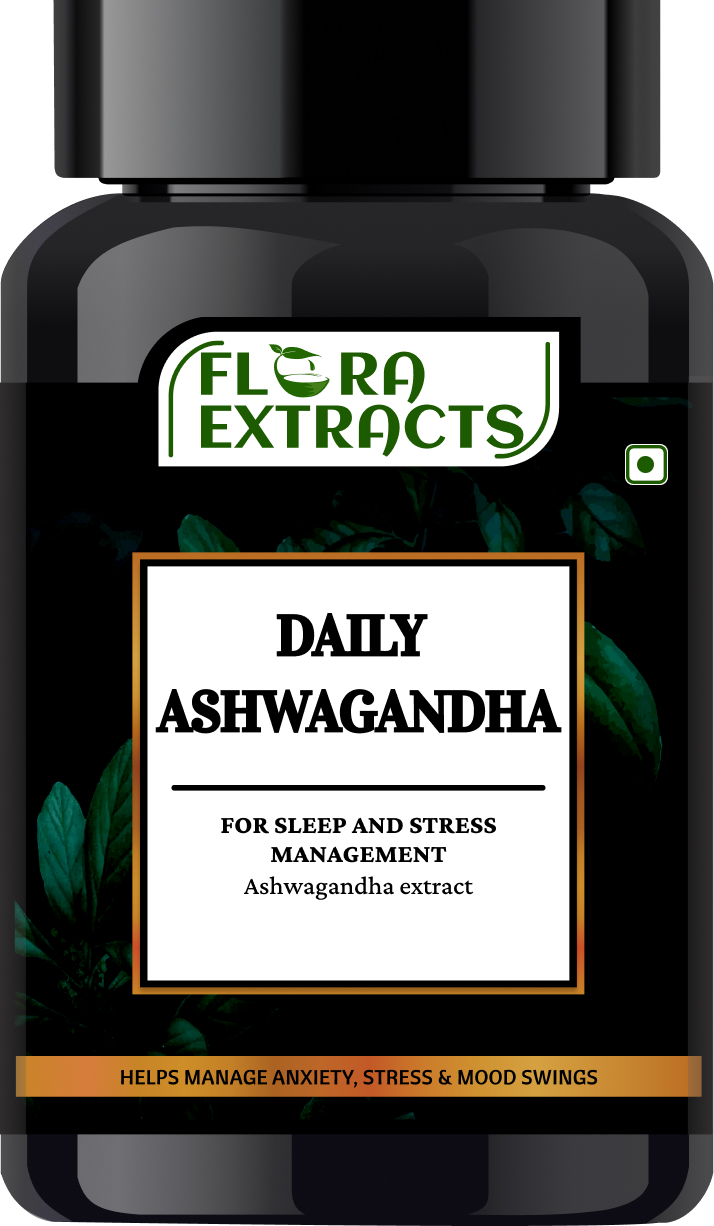 FLORA
EXTRACTS
DAILY
ASHWAGANDHA
FOR SLEEP AND STRESS
MANAGEMENT
Ashwagandha extract
HELPS MANAGE ANXIETY, STRESS & MOOD SWINGS